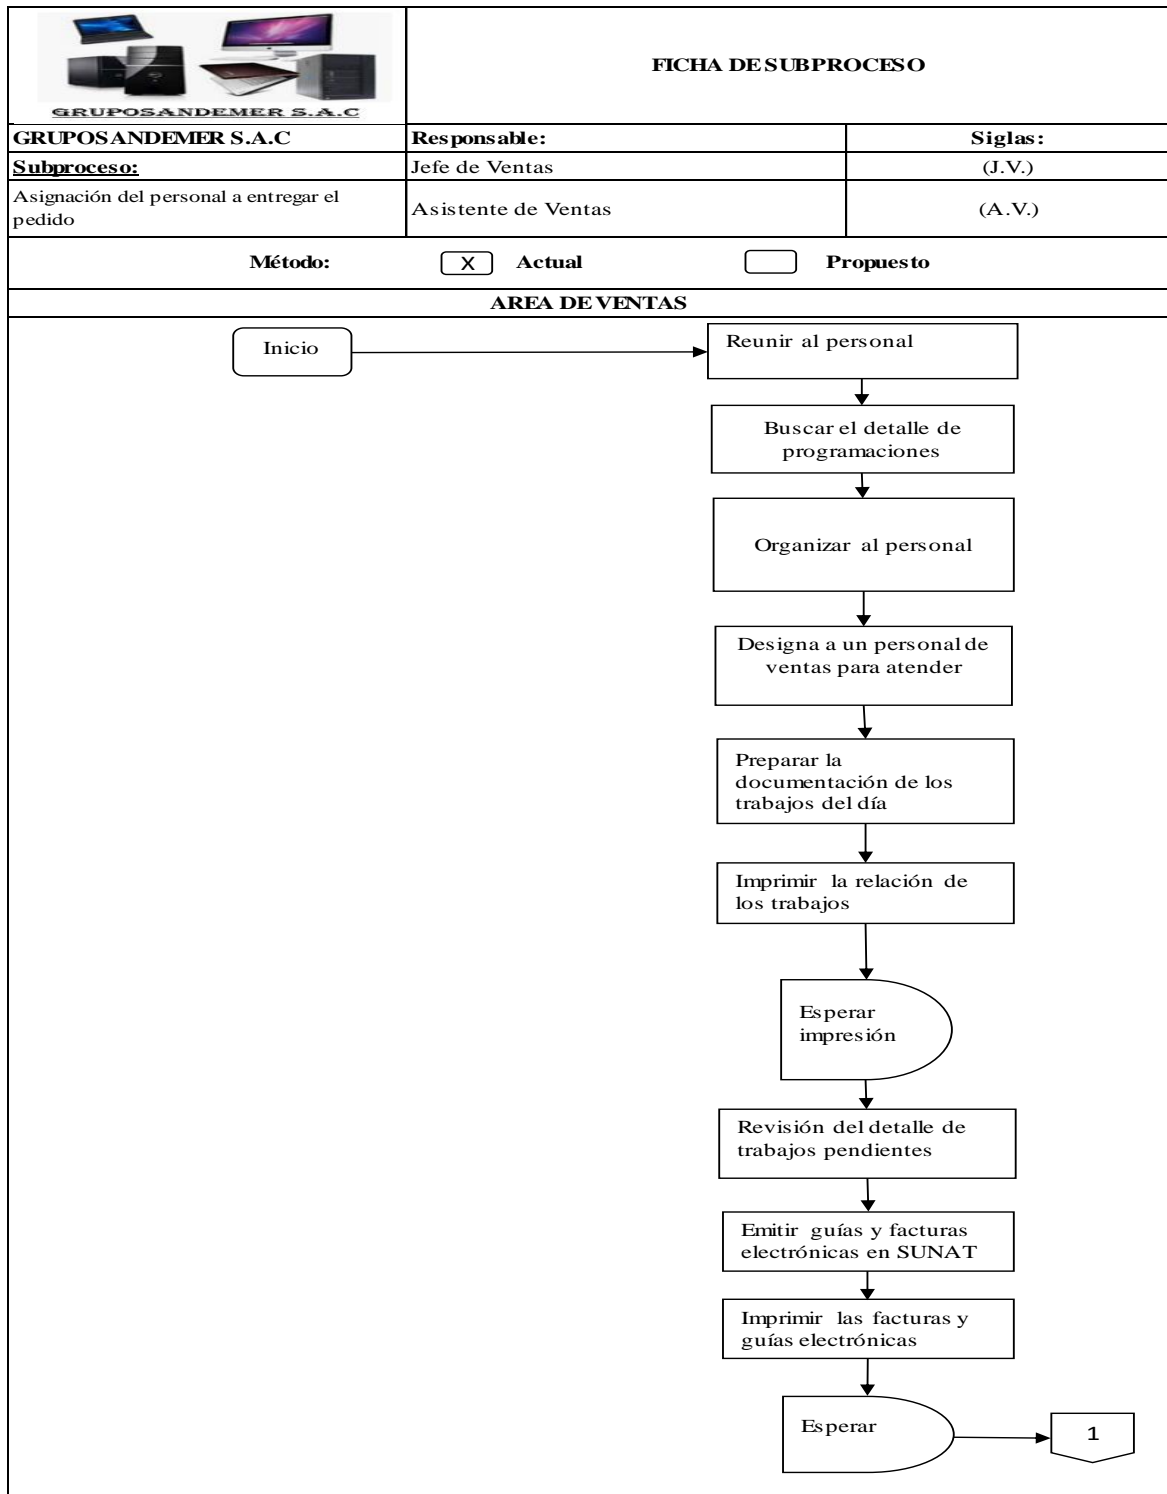 GRUPOSANDEMER S.A.C
FICHA DE SUBPROCESO
GRUPOSANDEMER S.A.C
Responsable:
Siglas:
Subproceso:
Jefe de Ventas
(J.V.)
Asignación del personal a entregar el
pedido
Asistente de Ventas
(A.V.)
Método:
X
Actual
Propuesto
AREA DE VENTAS
Inicio
Reunir al personal
Buscar el detalle de
programaciones
Organizar al personal
Designa a un personal de
ventas para atender
Preparar la
documentación de los
trabajos del día
Imprimir la relación de
los trabajos
Esperar
impresión
Revisión del detalle de
trabajos pendientes
Emitir guías y facturas
electrónicas en SUNAT
Imprimir las facturas y
guías electrónicas
Esperar
1